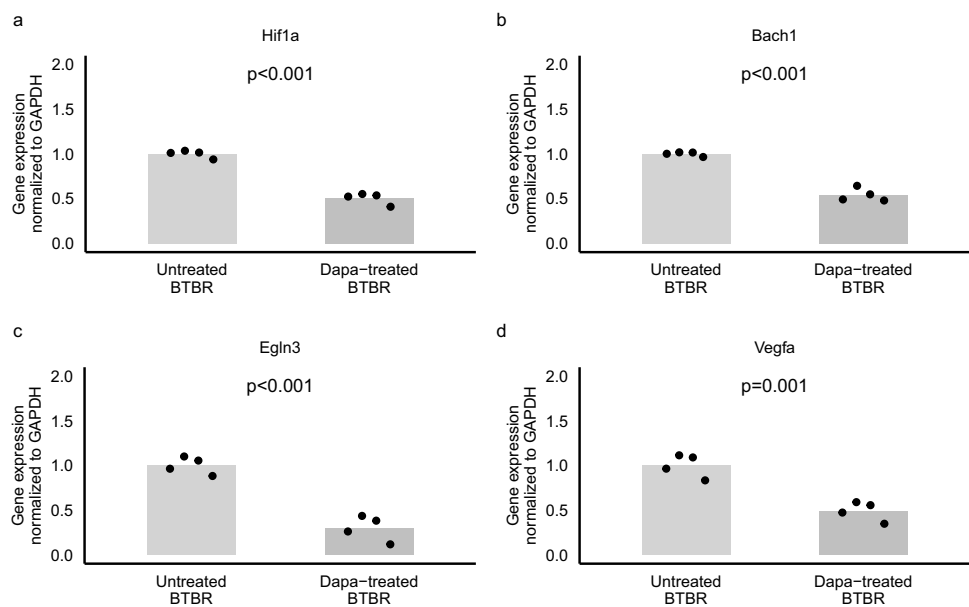 a
Hif1a
p<0.001
Gene expression
normalized to GAPDH
2.0
1.5
1.0
0.5
0.0
Untreated
BTBR
Dapa−treated
BTBR
b
Bach1
p<0.001
Gene expression
normalized to GAPDH
2.0
1.5
1.0
0.5
0.0
Untreated
BTBR
Dapa−treated
BTBR
c
Egln3
p<0.001
Gene expression
normalized to GAPDH
2.0
1.5
1.0
0.5
0.0
Untreated
BTBR
Dapa−treated
BTBR
d
Vegfa
p=0.001
Gene expression
normalized to GAPDH
2.0
1.5
1.0
0.5
0.0
Untreated
BTBR
Dapa−treated
BTBR